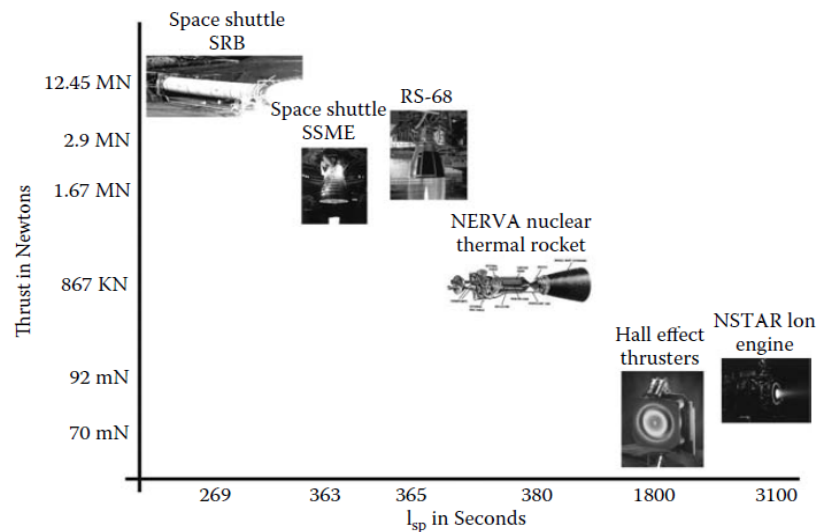 Space shuttle
SRB
12.45 MN
Space shuttle
SSME
RS-68
2.9 MN
1.67 MN
NERVA nuclear
thermal rocket
867 KN
Hall effect
thrusters
NSTAR lon
engine
92 mN
70 mN
Thrust in Newtons
269
363
365
380
1800
3100
Isp in Seconds